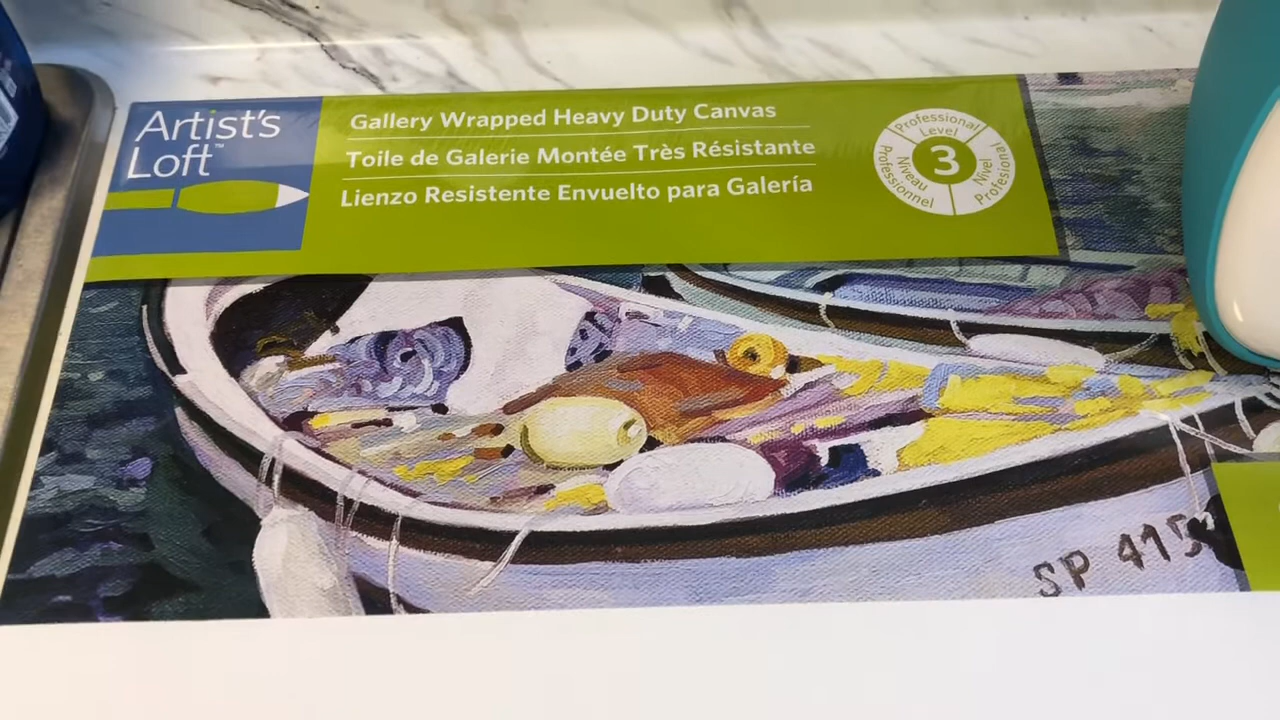 Artist's
Loft™
Gallery Wrapped Heavy Duty Canvas
Toile de Galerie Montée Très Résistante
Lienzo Resistente Envuelto para Galería
Professional
Level
3
Niveau
Professionnel
Nivel
Profesional
SP 415